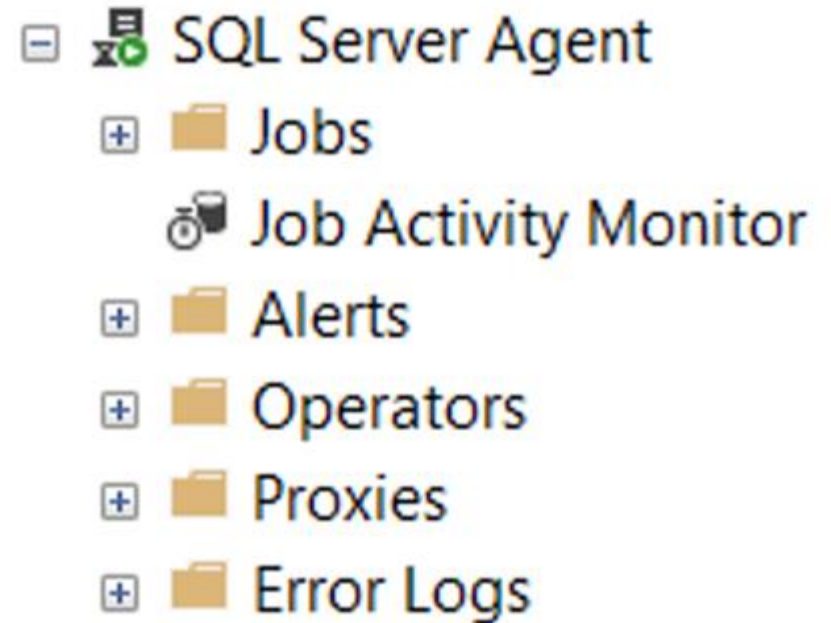 SQL Server Agent
Jobs
Job Activity Monitor
Alerts
Operators
Proxies
Error Logs